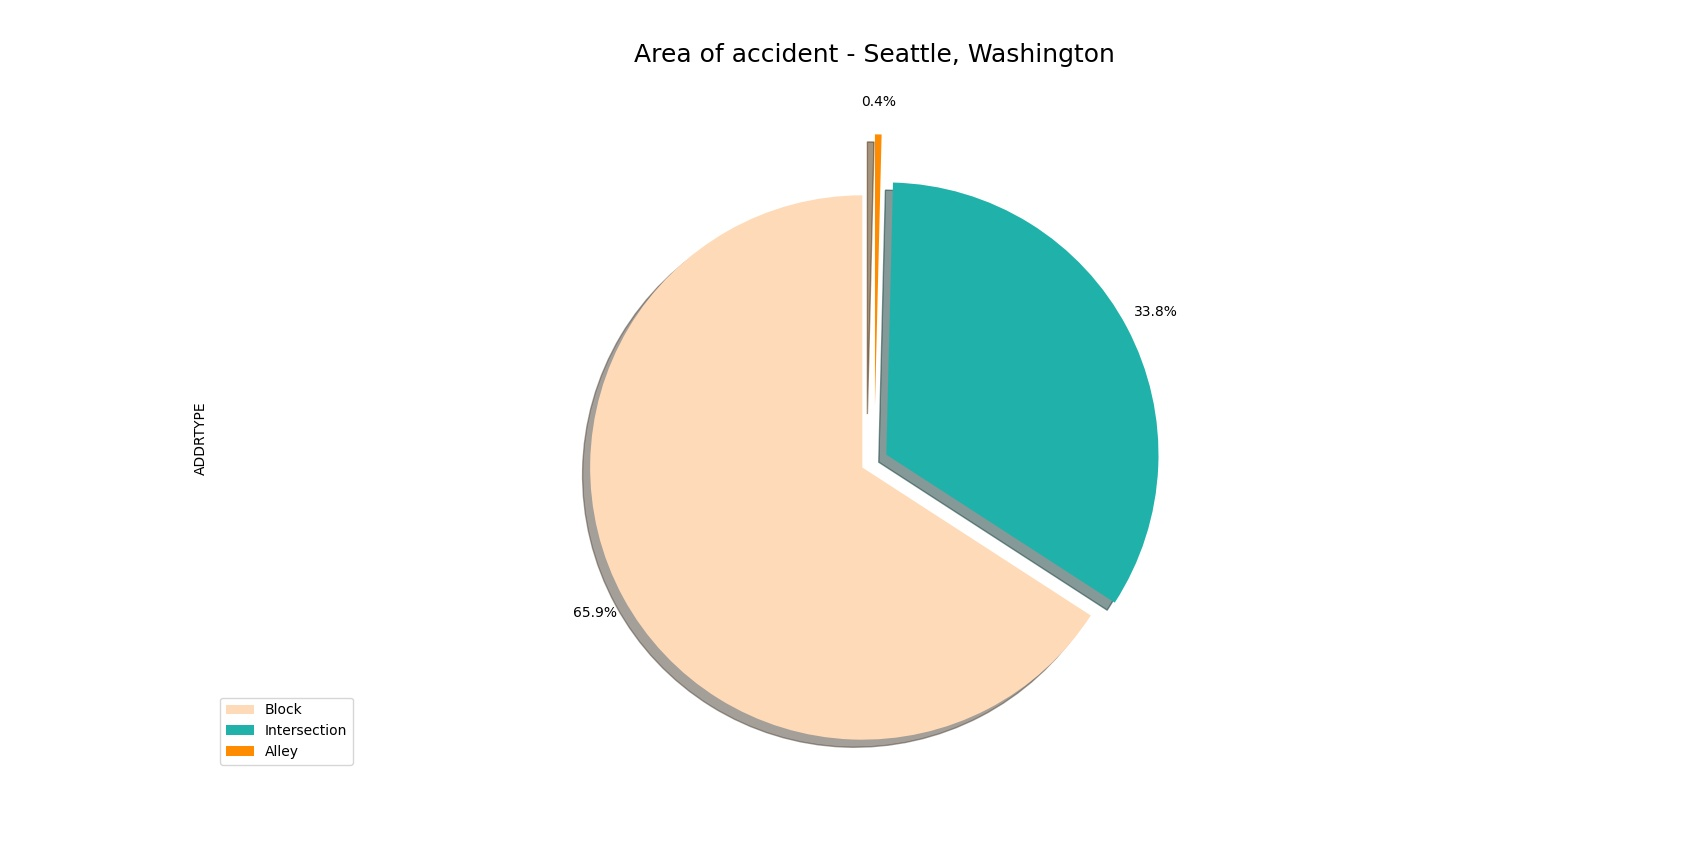 Area of accident - Seattle, Washington
0.4%
33.8%
ADDRTYPE
65.9%
Block
Intersection
Alley